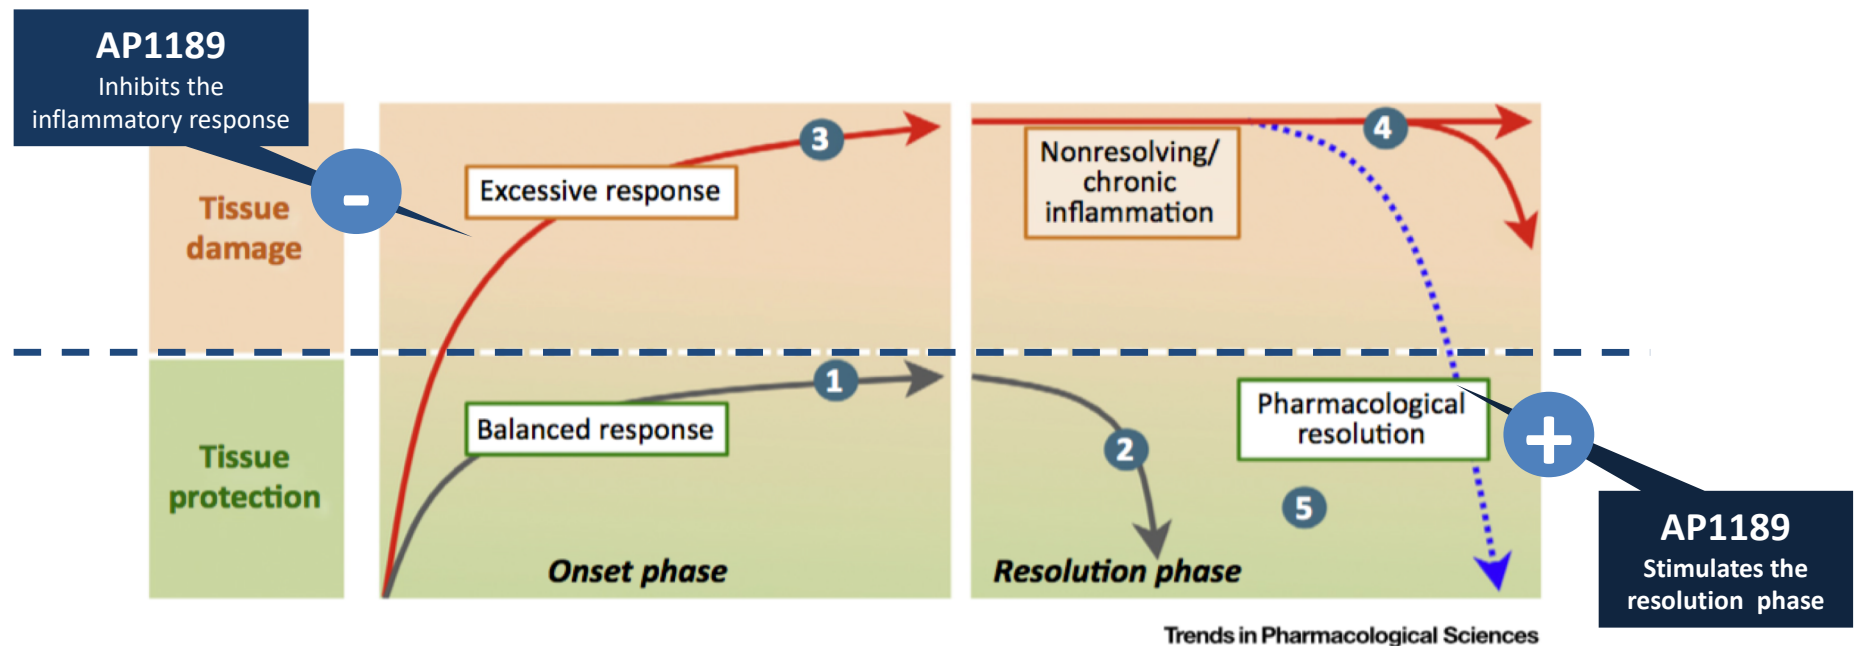 AP1189
Inhibits the
inflammatory response
-
Tissue
damage
Tissue
protection
Excessive response
3
Balanced response
1
Onset phase
Nonresolving/
chronic
inflammation
4
2
Pharmacological
resolution
5
Resolution phase
+
AP1189
Stimulates the
resolution phase
Trends in Pharmacological Sciences